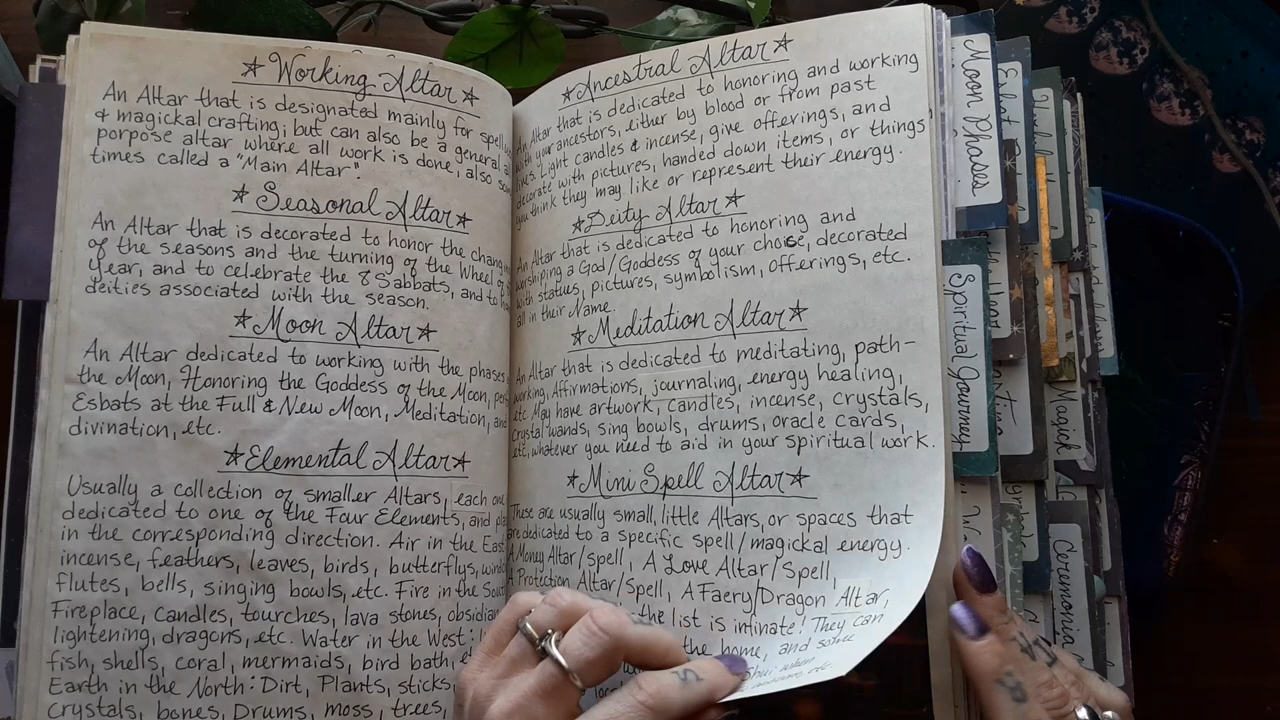 ☆ Working Altar ☆
An Altar that is designated mainly for spell
& magickal crafting; but can also be a general
porpose altar where all work is done, also so
times called a "Main Altar".
☆ Seasonal Altar ☆
An Altar that is decorated to honor the chang
of the seasons and the turning of the Wheel of
Year, and to celebrate the 8 Sabbats, and to
deities associated with the season.
☆ Moon Altar ☆
An Altar dedicated to working with the phases
the Moon, Honoring the Goddess of the Moon, per
Esbats at the Full & New Moon, Meditation, and
divination, etc.
☆ Elemental Altar ☆
Usually a collection of smaller Altars, each one
dedicated to one of the Four Elements, and
in the corresponding direction. Air in the East
incense, feathers, leaves, birds, butterflys, wind
flutes, bells, singing bowls, etc. Fire in the Sou
Fireplace, candles, tourches, lava stones, obsidian
lightening, dragons, etc. Water in the West:
fish, shells, coral, mermaids, bird bath,
Earth in the North: Dirt, Plants, sticks,
Crystals, bones, Drums, moss, trees,
☆ Ancestral Altar ☆
An Altar that is dedicated to honoring and working
with your ancestors, either by blood or from past
lives. Light candles & incense, give offerings, and
decorate with pictures, handed down items, or things
you think they may like or represent their energy.
☆ Deity Altar ☆
An Altar that is dedicated to honoring and
worshiping a God/Goddess of your choise, decorated
with status, pictures, symbolism, offerings, etc.
all in their Name.
☆ Meditation Altar ☆
An Altar that is dedicated to meditating, path-
working, Affirmations, journaling, energy healing,
etc. May have artwork, candles, incense, crystals,
Crystal wands, sing bowls, drums, oracle cards,
etc, whatever you need to aid in your spiritual work.
☆ Mini Spell Altar ☆
These are usually small, little Altars, or spaces that
are dedicated to a specific spell/magickal energy.
A Money Altar/spell, A Love Altar/Spell,
A Protection Altar/Spell, A Faery/Dragon Altar,
the list is infinate! They can
the home, and some
Shui when
etc.
Moon Phases
Spiritual Journey
Magick
Ceremonia